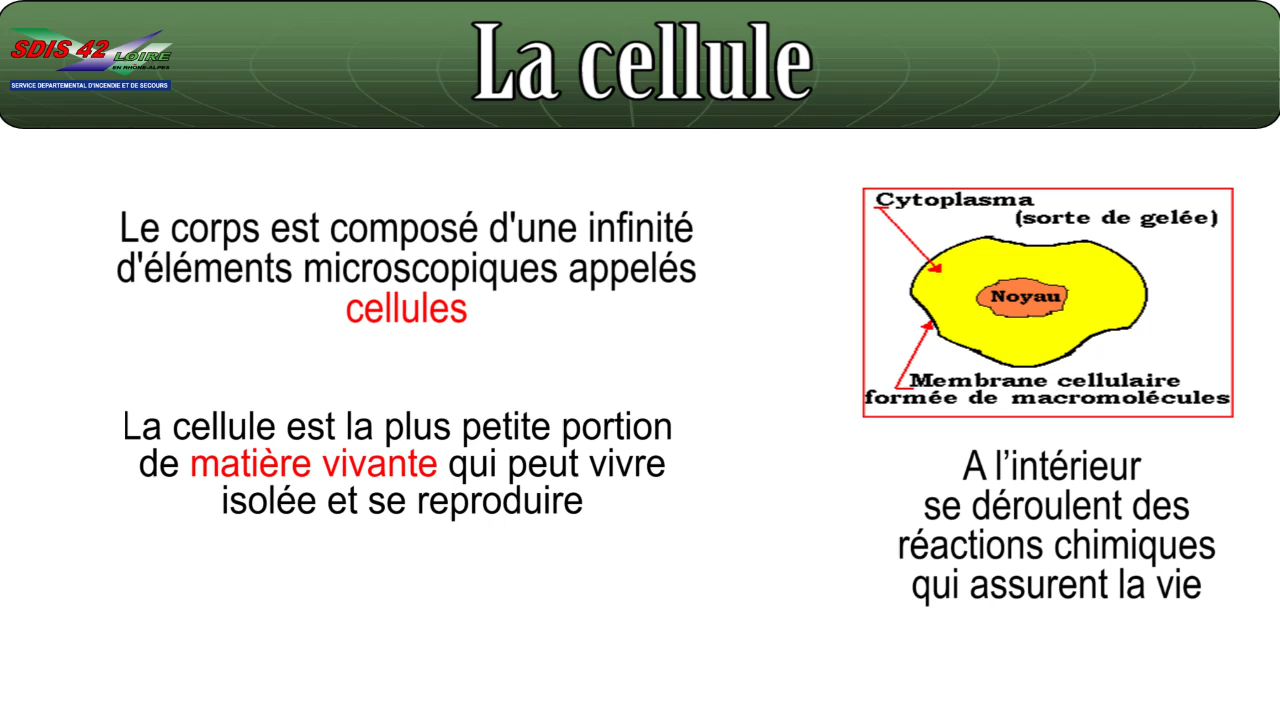 SDIS 42
LOIRE
EN RHÔNE-ALPES
SERVICE DEPARTEMENTAL D'INCENDIE ET DE SECOURS
La cellule
Le corps est composé d'une infinité
d'éléments microscopiques appelés
cellules
La cellule est la plus petite portion
de matière vivante qui peut vivre
isolée et se reproduire
Cytoplasma
(sorte de gelée)
Noyau
Membrane cellulaire
formée de macromolécules
A l’intérieur
se déroulent des
réactions chimiques
qui assurent la vie